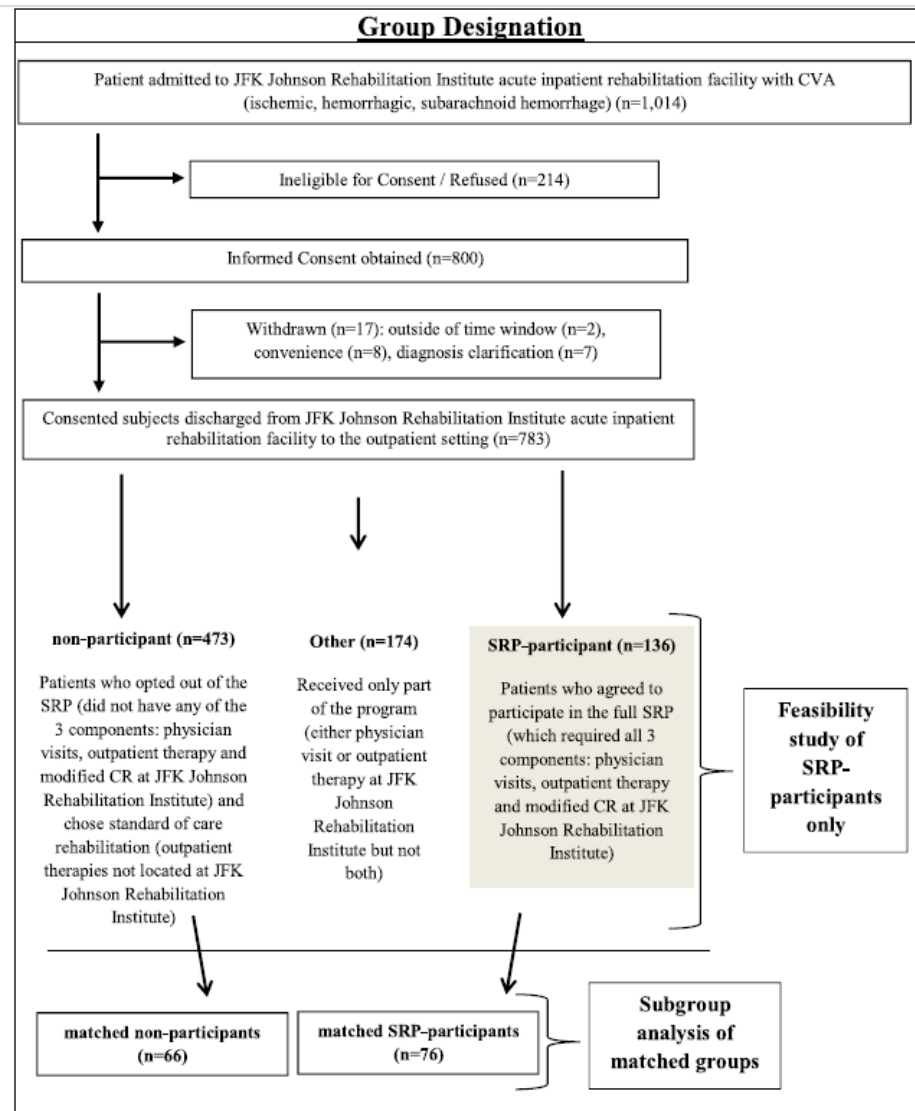 Group Designation
Patient admitted to JFK Johnson Rehabilitation Institute acute inpatient rehabilitation facility with CVA
(ischemic, hemorrhagic, subarachnoid hemorrhage) (n=1,014)
Ineligible for Consent / Refused (n=214)
Informed Consent obtained (n=800)
Withdrawn (n=17): outside of time window (n=2),
convenience (n=8), diagnosis clarification (n=7)
Consented subjects discharged from JFK Johnson Rehabilitation Institute acute inpatient
rehabilitation facility to the outpatient setting (n=783)
non-participant (n=473)
Patients who opted out of the
SRP (did not have any of the
3 components: physician
visits, outpatient therapy and
modified CR at JFK Johnson
Rehabilitation Institute) and
chose standard of care
rehabilitation (outpatient
therapies not located at JFK
Johnson Rehabilitation
Institute)
Other (n=174)
Received only part
of the program
(either physician
visit or outpatient
therapy at JFK
Johnson
Rehabilitation
Institute but not
both)
SRP-participant (n=136)
Patients who agreed to
participate in the full SRP
(which required all 3
components: physician
visits, outpatient therapy
and modified CR at JFK
Johnson Rehabilitation
Institute)
Feasibility
study of
SRP-
participants
only
matched non-participants
(n=66)
matched SRP-participants
(n=76)
Subgroup
analysis of
matched groups